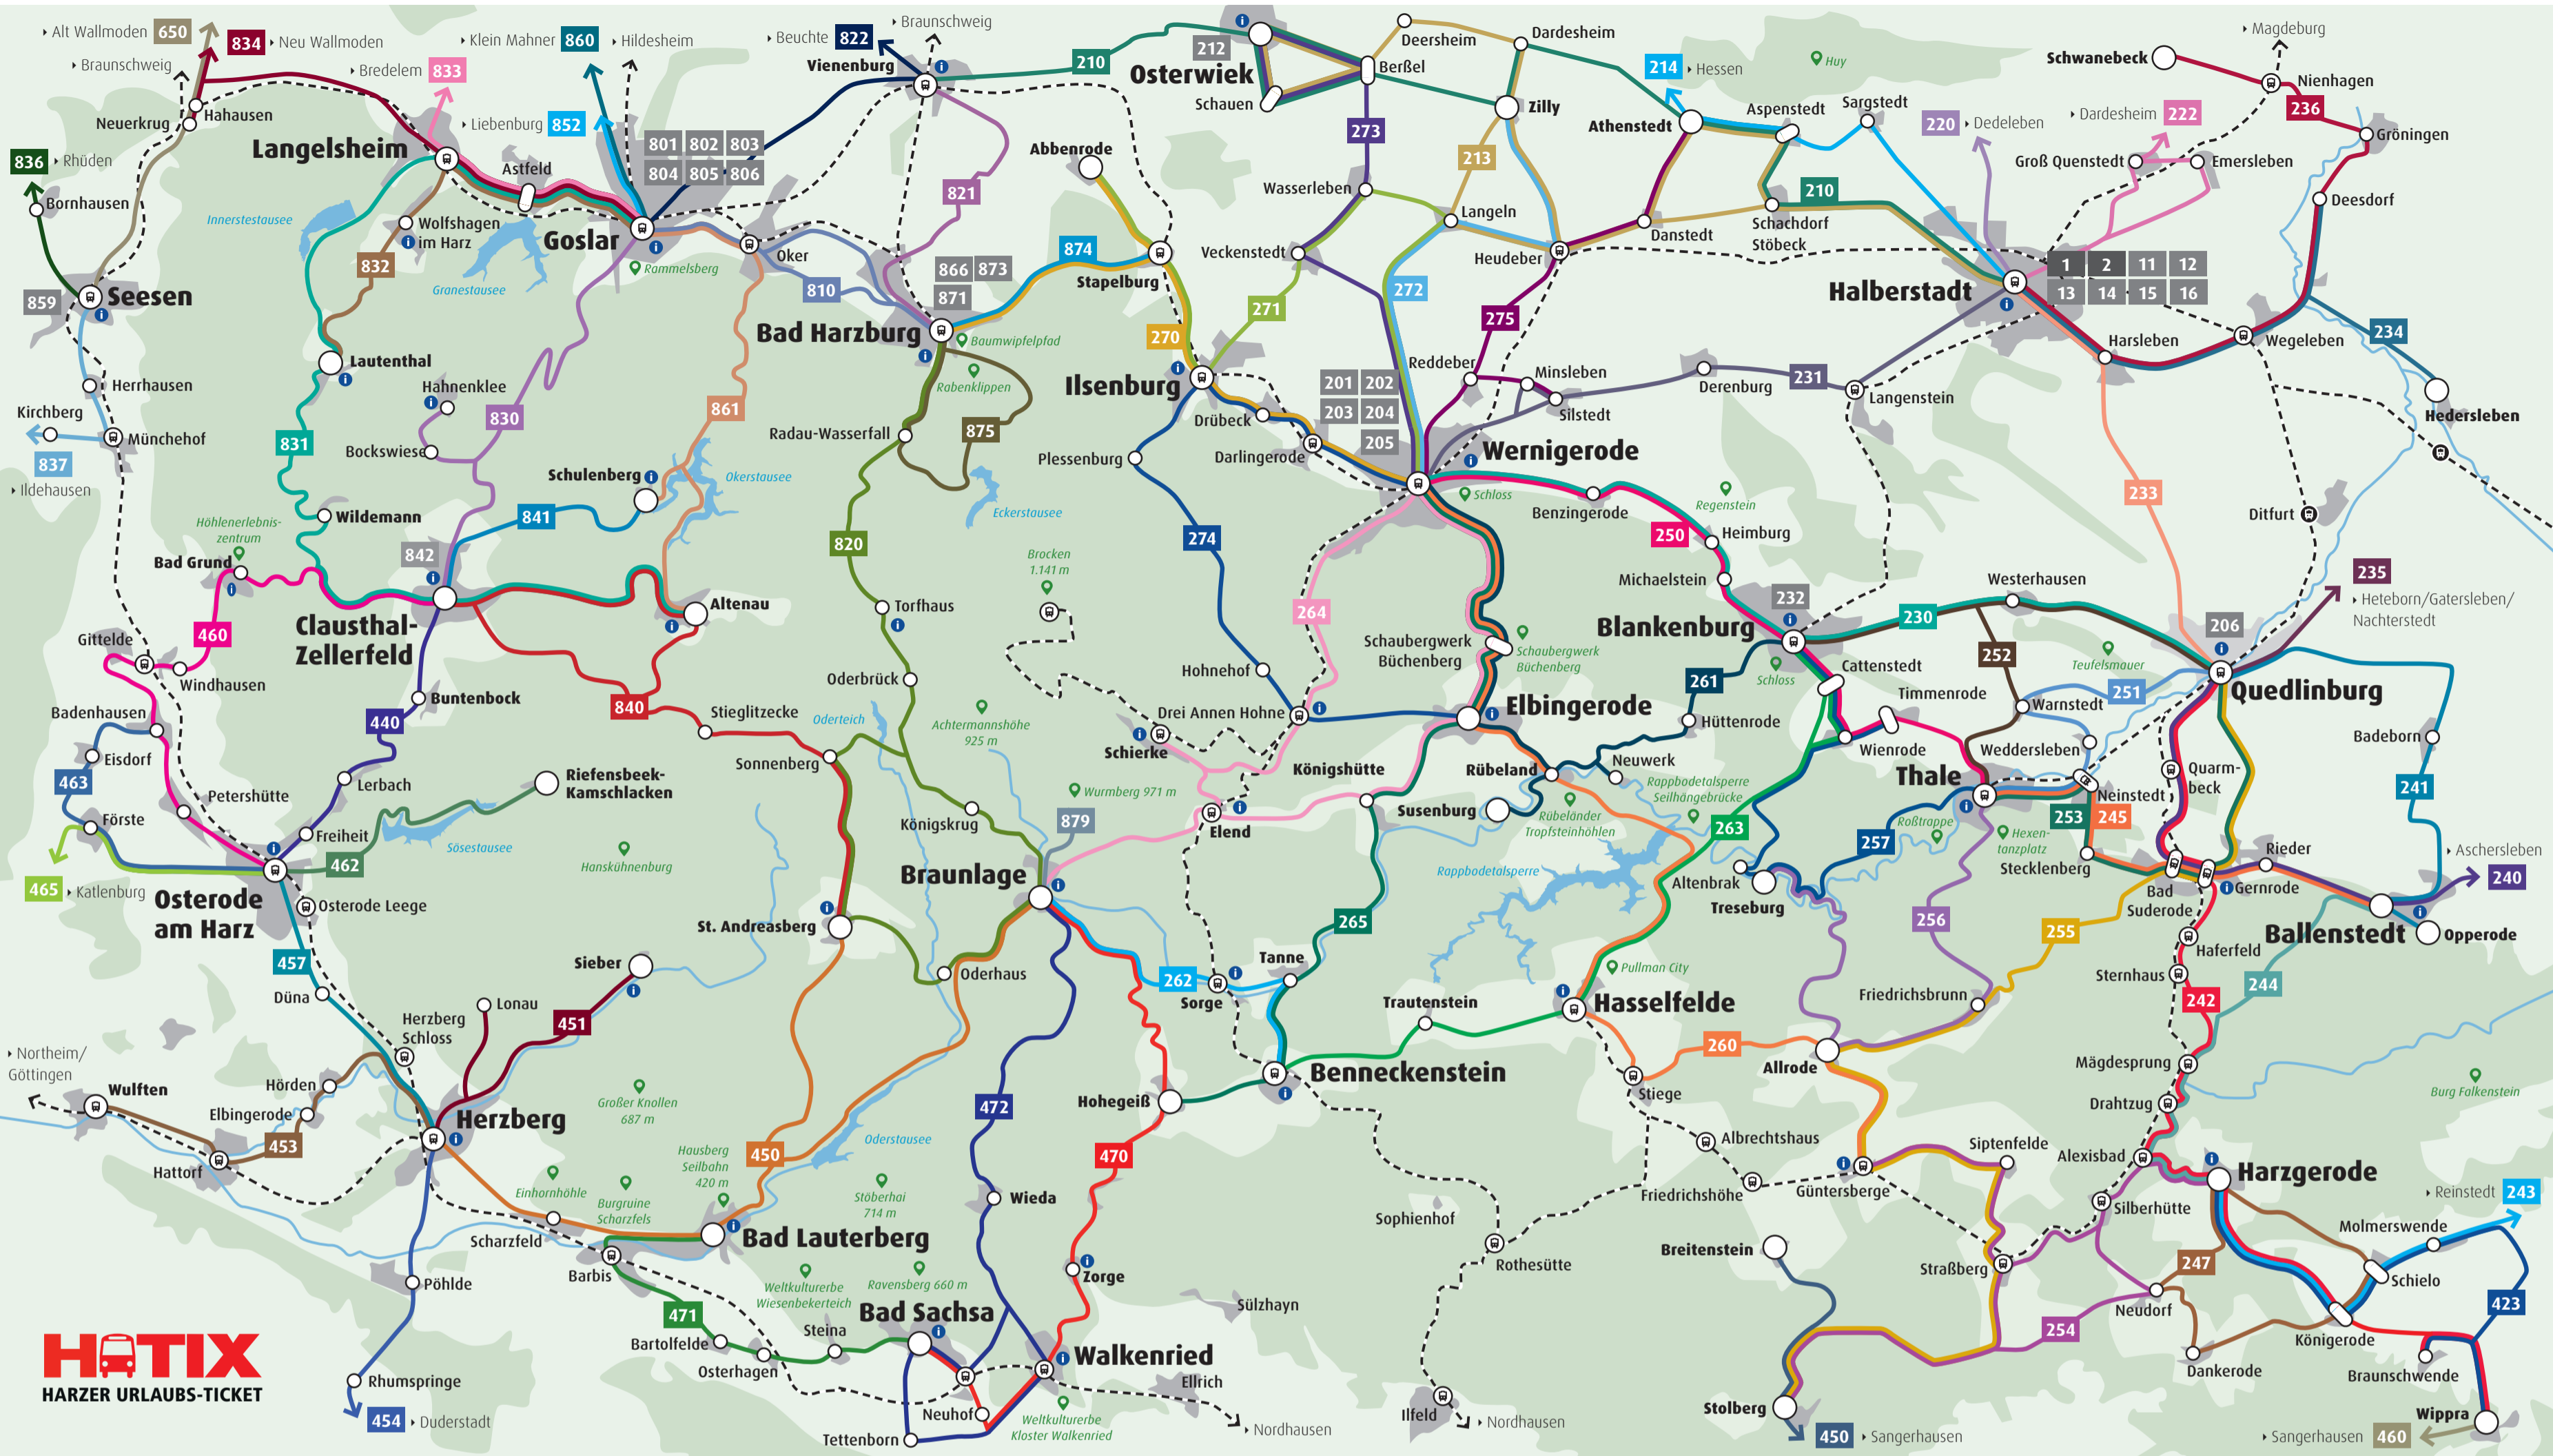 Alt Wallmoden 650
834 Neu Wallmoden
Braunschweig
Klein Mahner 860 Hildesheim
Bredelem 833
Liebenburg 852
Beuchte 822
Braunschweig
Vienenburg
210
212
Osterwiek
Schauen
Berßel
Deersheim
Dardesheim
Zilly
214 Hessen
Huy
Athenstedt
Aspenstedt
Sargstedt
220 Dedeleben
Schwanebeck
Magdeburg
Nienhagen
236
Dardesheim 222
Groß Quenstedt
Emersleben
Gröningen
Deesdorf
Neuerkrug
Hahausen
836 Rhüden
Bornhausen
Langelsheim
Astfeld
801 802 803
804 805 806
Innerstestausee
Wolfshagen
im Harz
832
Granestausee
Goslar
Rammelsberg
Oker
810
821
Abbenrode
866 873
871
874
Stapelburg
273
213
Wasserleben
Langeln
Veckenstedt
271
272
Heudeber
275
Danstedt
Schachdorf
Stöbeck
210
Halberstadt
1 2 11 12
13 14 15 16
Harsleben
Wegeleben
234
Hedersleben
859
Seesen
Herrhausen
Kirchberg
Münchehof
837
Ildehausen
Lautenthal
Hahnenklee
830
Bockswiese
831
Wildemann
861
Bad Harzburg
Baumwipfelpfad
Rabenklippen
270
Ilsenburg
Drübeck
Darlingerode
201 202
203 204
205
Reddeber
Minsleben
Silstedt
Derenburg
231
Langenstein
Wernigerode
Schloss
Radau-Wasserfall
875
Plessenburg
Eckerstausee
Schulenberg
Okerstausee
841
842
Höhlenerlebnis-
zentrum
Bad Grund
460
Clausthal-
Zellerfeld
Altenau
820
Torfhaus
Brocken
1.141 m
274
264
Benzingerode
250
Regenstein
Heimburg
Michaelstein
233
Ditfurt
235
Heteborn/Gatersleben/
Nachterstedt
Gittelde
Windhausen
Badenhausen
Eisdorf
463
Förste
465 Katlenburg
Petershütte
Buntenbock
440
Lerbach
Freiheit
462
Riefensbeek-
Kamschlacken
Sösestausee
840
Stieglitzecke
Sonnenberg
Oderteich
Oderbrück
Achtermannshöhe
925 m
Hohnehof
Drei Annen Hohne
Schierke
Schaubergwerk
Büchenberg
Schaubergwerk
Büchenberg
Blankenburg
232
Schloss
Cattenstedt
Westerhausen
230
252
Timmenrode
Warnstedt
251
Teufelsmauer
206
Quedlinburg
Elbingerode
261
Hüttenrode
Neuwerk
Rübeland
Susenburg
Königshütte
Rappbodetalsperre
Seilhängebrücke
Rübeländer
Tropfsteinhöhlen
Wienrode
Thale
Weddersleben
Neinstedt
Quarm-
beck
Badeborn
241
263
257
Roßtrappe
Hexen-
tanzplatz
253 245
Stecklenberg
Bad
Suderode
Gernrode
Rieder
Aschersleben
240
Ballenstedt
Opperode
Osterode
am Harz
Osterode Leege
Hanskühnenburg
Königskrug
Wurmberg 971 m
879
Elend
Braunlage
Rappbodetalsperre
Altenbrak
Treseburg
256
255
Haferfeld
Sternhaus
242
244
457
Düna
St. Andreasberg
Oderhaus
262
Sorge
Tanne
265
Trautenstein
Hasselfelde
Pullman City
Friedrichsbrunn
Sieber
451
Lonau
Herzberg
Schloss
Northeim/
Göttingen
Wulften
Hörden
Elbingerode
453
Hattorf
Herzberg
Großer Knollen
687 m
Hausberg
Seilbahn
420 m
450
Oderstausee
472
Hohegeiß
470
Benneckenstein
260
Stiege
Allrode
Mägdesprung
Drahtzug
Burg Falkenstein
Einhornhöhle
Burgruine
Scharzfels
Stöberhai
714 m
Wieda
Albrechtshaus
Friedrichshöhe
Güntersberge
Siptenfelde
Alexisbad
Harzgerode
Silberhütte
Reinstedt 243
Molmerswende
Scharzfeld
Bad Lauterberg
Barbis
Pöhlde
471
Weltkulturerbe
Wiesenbekerteich
Ravensberg 660 m
Zorge
Sophienhof
Rothesütte
Sülzhayn
Breitenstein
Straßberg
247
Schielo
Neudorf
254
423
Bad Sachsa
Bartolfelde
Osterhagen
Steina
Walkenried
Ellrich
Königerode
Dankerode
Braunschwende
HATIX
HARZER URLAUBS-TICKET
Rhumspringe
454 Duderstadt
Neuhof
Tettenborn
Weltkulturerbe
Kloster Walkenried
Nordhausen
Ilfeld
Nordhausen
Stolberg
450 Sangerhausen
Wippra
Sangerhausen 460